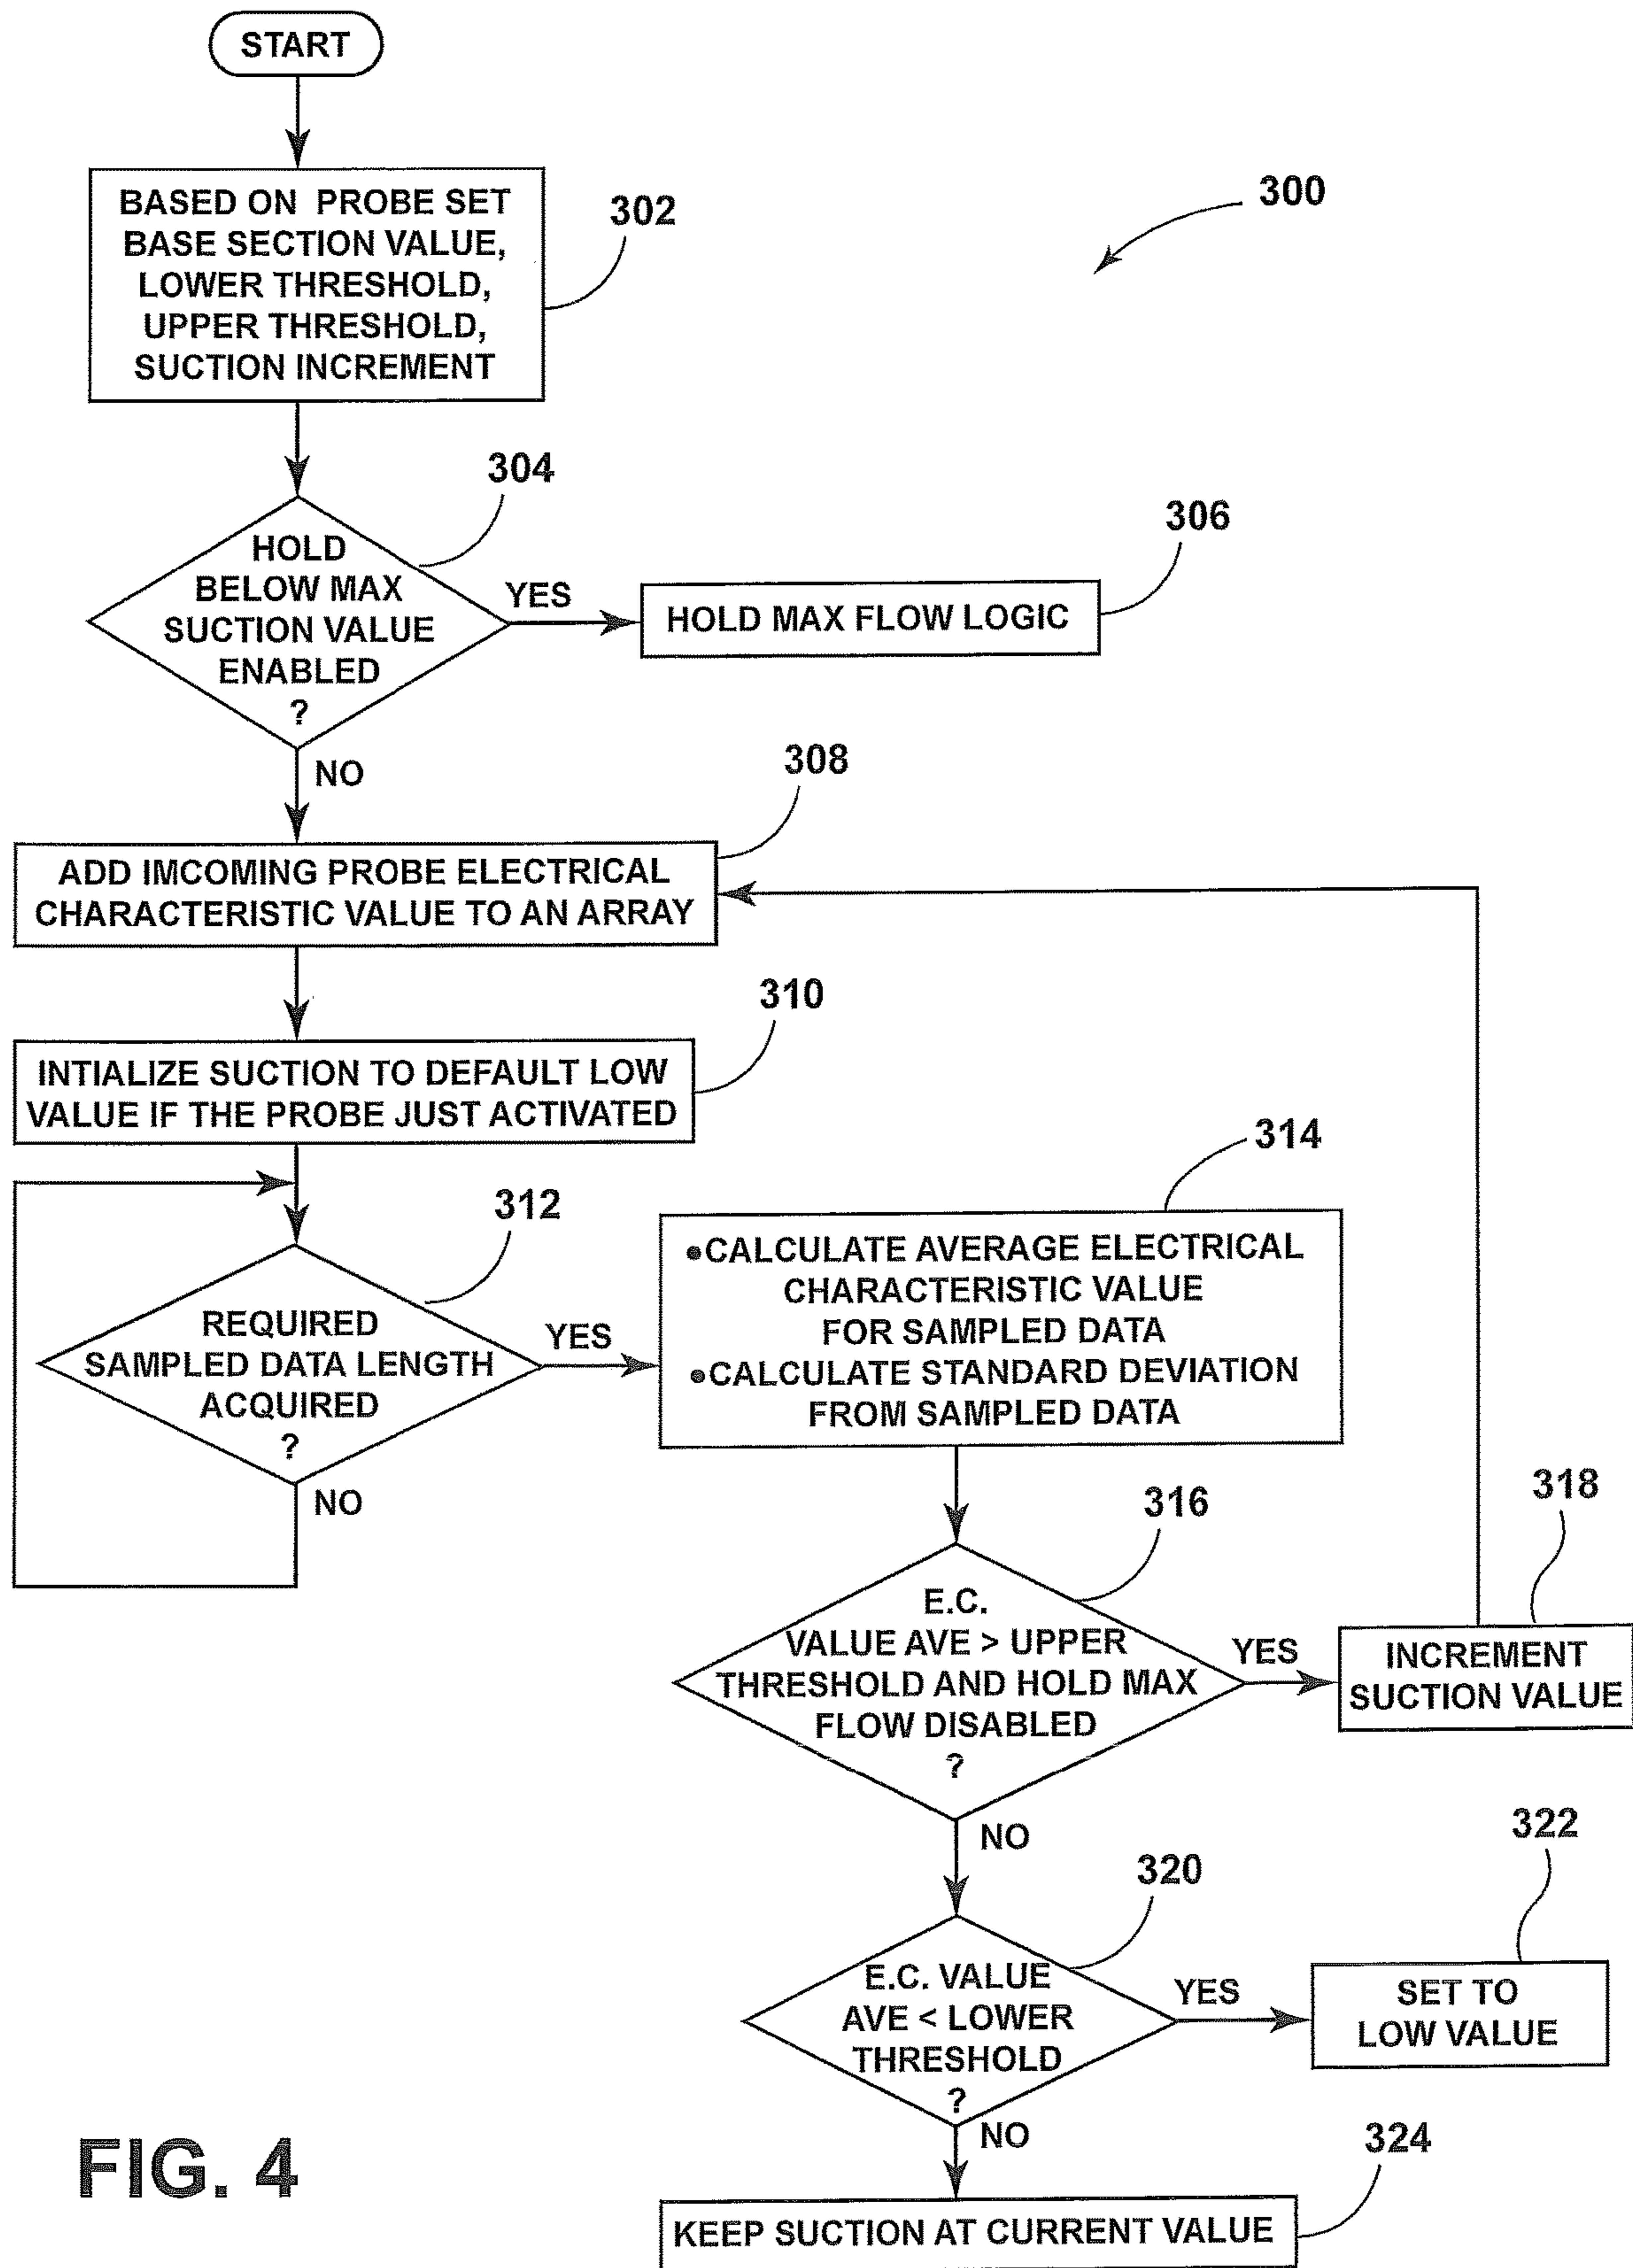 START
300
BASED ON PROBE SET
BASE SECTION VALUE,
LOWER THRESHOLD,
UPPER THRESHOLD,
SUCTION INCREMENT
302
304
HOLD
BELOW MAX
SUCTION VALUE
ENABLED
?
YES
306
HOLD MAX FLOW LOGIC
NO
308
ADD IMCOMING PROBE ELECTRICAL
CHARACTERISTIC VALUE TO AN ARRAY
310
INTIALIZE SUCTION TO DEFAULT LOW
VALUE IF THE PROBE JUST ACTIVATED
312
REQUIRED
SAMPLED DATA LENGTH
ACQUIRED
?
YES
NO
314
•CALCULATE AVERAGE ELECTRICAL
CHARACTERISTIC VALUE
FOR SAMPLED DATA
•CALCULATE STANDARD DEVIATION
FROM SAMPLED DATA
316
E.C.
VALUE AVE > UPPER
THRESHOLD AND HOLD MAX
FLOW DISABLED
?
YES
318
INCREMENT
SUCTION VALUE
NO
320
E.C. VALUE
AVE < LOWER
THRESHOLD
?
YES
322
SET TO
LOW VALUE
NO
324
KEEP SUCTION AT CURRENT VALUE
FIG. 4